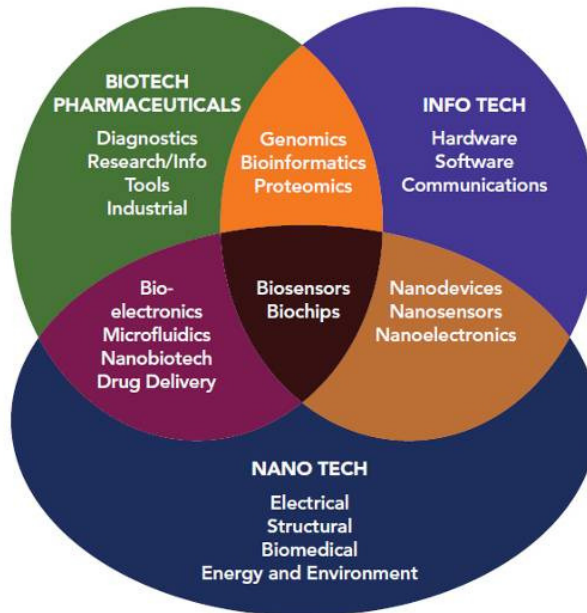 BIOTECH
PHARMACEUTICALS
Diagnostics
Research/Info
Tools
Industrial
Genomics
Bioinformatics
Proteomics
INFO TECH
Hardware
Software
Communications
Bio-
electronics
Microfluidics
Nanobiotech
Drug Delivery
Biosensors
Biochips
Nanodevices
Nanosensors
Nanoelectronics
NANO TECH
Electrical
Structural
Biomedical
Energy and Environment